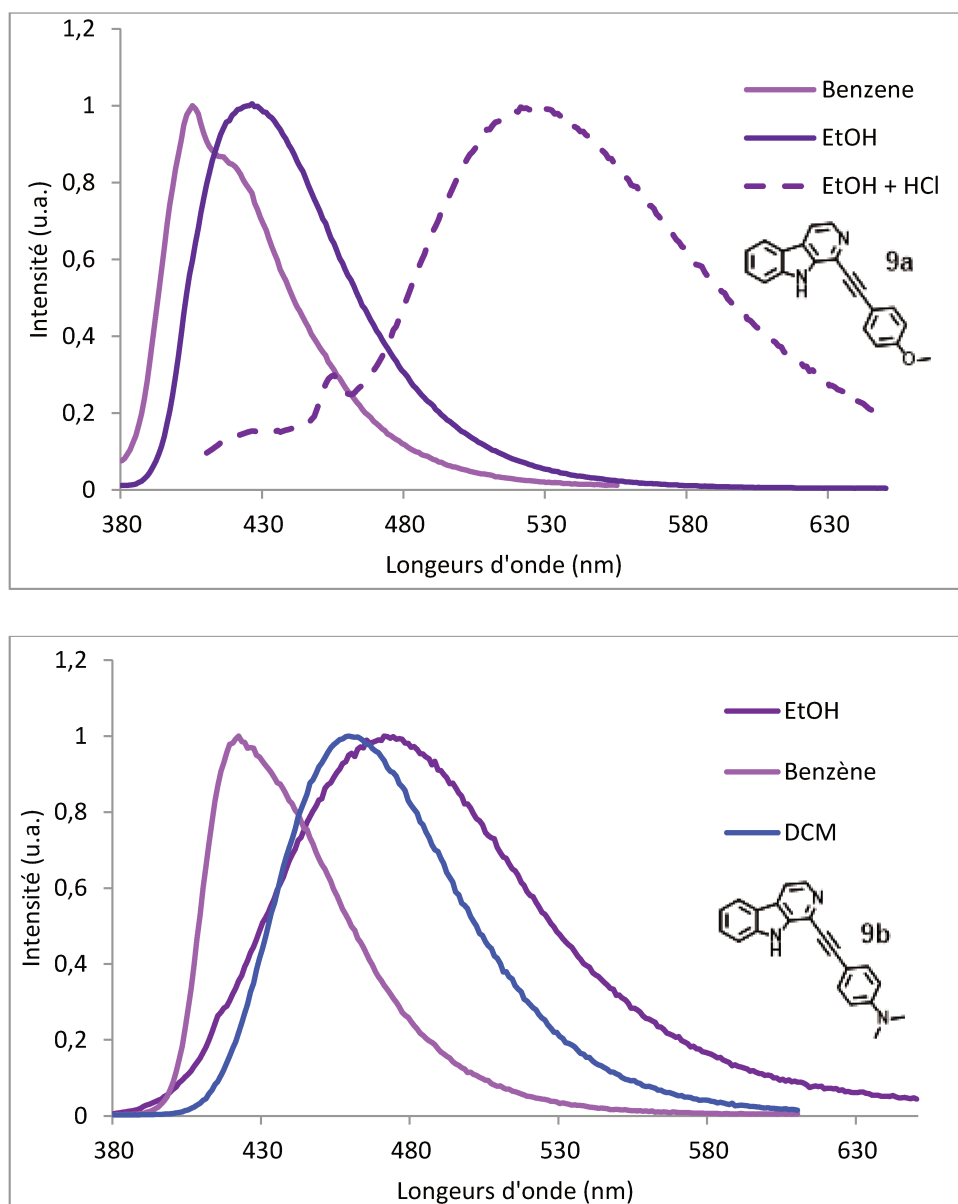 1,2
1
0,8
0,6
0,4
0,2
0
Intensité (u.a.)
380 430 480 530 580 630
Longeurs d'onde (nm)
Benzene
EtOH
EtOH + HCl
N
N
H
9a
O
1,2
1
0,8
0,6
0,4
0,2
0
Intensité (u.a.)
380 430 480 530 580 630
Longeurs d'onde (nm)
EtOH
Benzène
DCM
N
N
H
9b
N